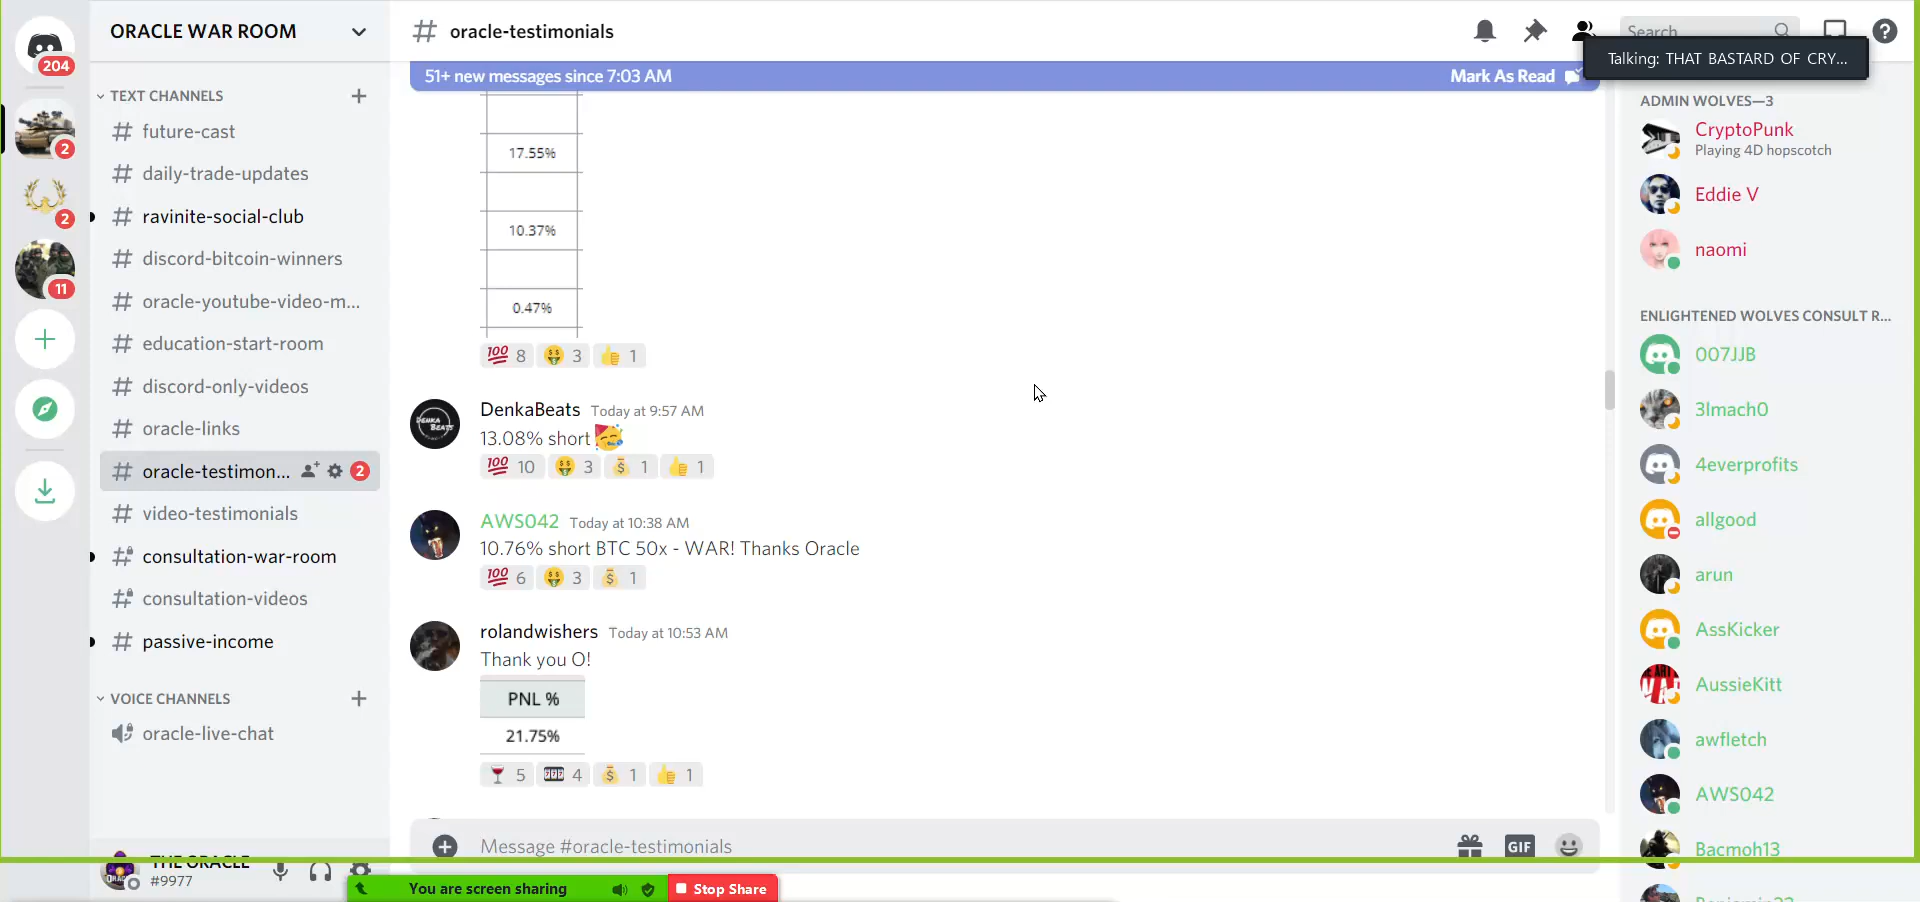 204
2
2
11
ORACLE WAR ROOM
TEXT CHANNELS
future-cast
daily-trade-updates
ravinite-social-club
discord-bitcoin-winners
oracle-youtube-video-m...
education-start-room
discord-only-videos
oracle-links
oracle-testimon... 2
video-testimonials
consultation-war-room
consultation-videos
passive-income
VOICE CHANNELS
oracle-live-chat
THE ORACLE
#9977
# oracle-testimonials
Search
Talking: THAT BASTARD OF CRY...
51+ new messages since 7:03 AM Mark As Read
17.55%
10.37%
0.47%
100 8 3 1
DenkaBeats Today at 9:57 AM
13.08% short
100 10 3 1 1
AWS042 Today at 10:38 AM
10.76% short BTC 50x - WAR! Thanks Oracle
100 6 3 1
rolandwishers Today at 10:53 AM
Thank you O!
PNL %
21.75%
5 777 4 1 1
Message #oracle-testimonials GIF
You are screen sharing Stop Share
ADMIN WOLVES—3
CryptoPunk
Playing 4D hopscotch
Eddie V
naomi
ENLIGHTENED WOLVES CONSULT R...
007JJB
3lmach0
4everprofits
allgood
arun
AssKicker
AussieKitt
awfletch
AWS042
Bacmoh13